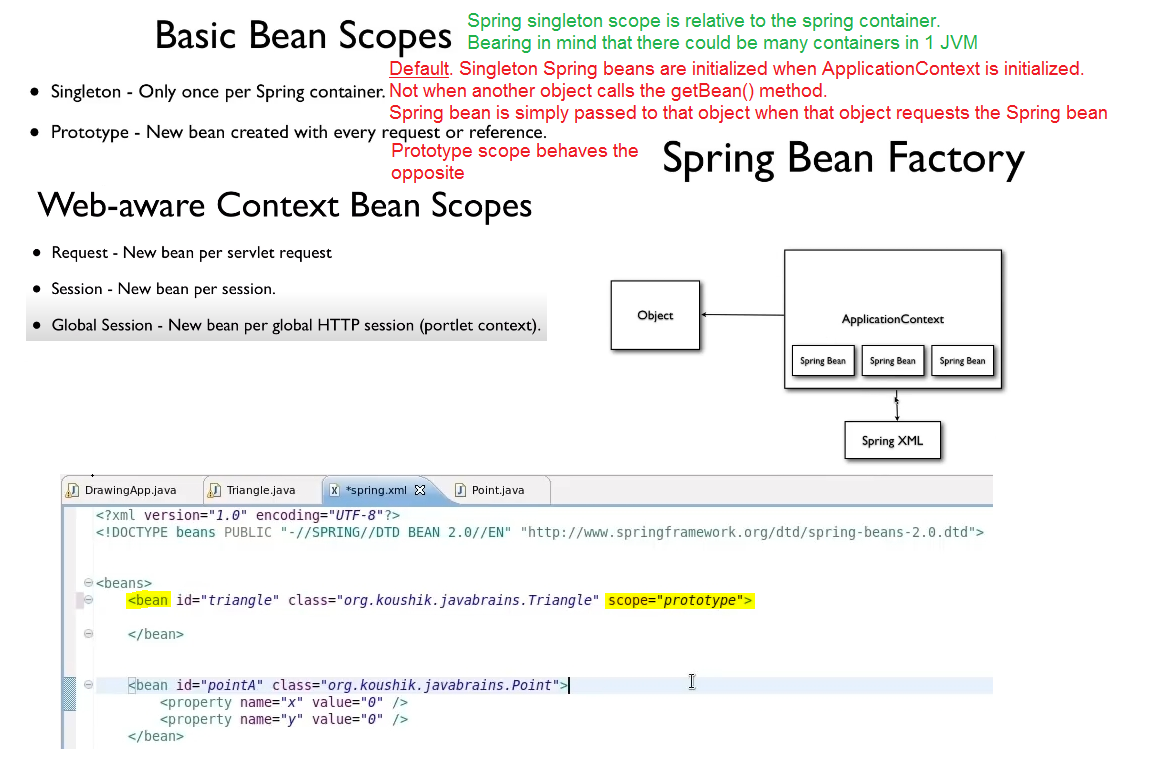 Basic Bean Scopes
Spring singleton scope is relative to the spring container.
Bearing in mind that there could be many containers in 1 JVM
Default. Singleton Spring beans are initialized when ApplicationContext is initialized.
• Singleton - Only once per Spring container.
Not when another object calls the getBean() method.
Spring bean is simply passed to that object when that object requests the Spring bean
• Prototype - New bean created with every request or reference.
Prototype scope behaves the
opposite
Spring Bean Factory
Web-aware Context Bean Scopes
• Request - New bean per servlet request
• Session - New bean per session.
• Global Session - New bean per global HTTP session (portlet context).
Object
ApplicationContext
Spring Bean Spring Bean Spring Bean
Spring XML
DrawingApp.java Triangle.java *spring.xml Point.java
<?xml version="1.0" encoding="UTF-8"?>
<!DOCTYPE beans PUBLIC "-//SPRING//DTD BEAN 2.0//EN" "http://www.springframework.org/dtd/spring-beans-2.0.dtd">
<beans>
<bean id="triangle" class="org.koushik.javabrains.Triangle" scope="prototype">
</bean>
<bean id="pointA" class="org.koushik.javabrains.Point">
<property name="x" value="0" />
<property name="y" value="0" />
</bean>